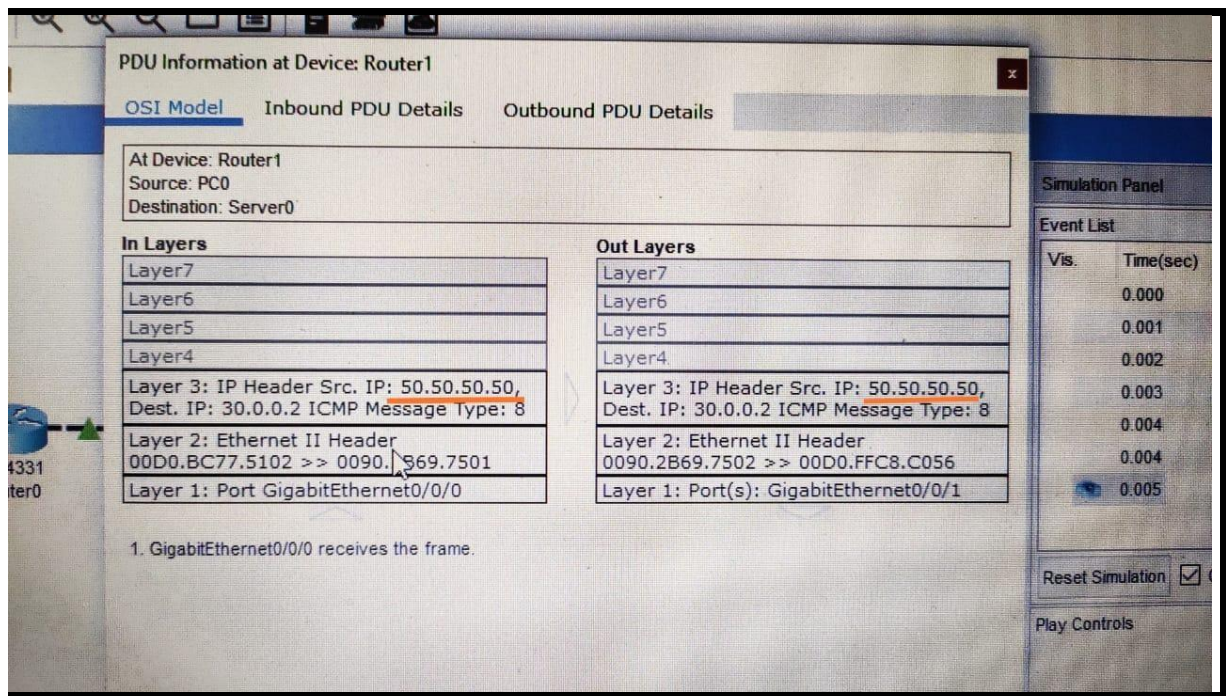 PDU Information at Device: Router1
x
OSI Model Inbound PDU Details Outbound PDU Details
At Device: Router1
Source: PC0
Destination: Server0
In Layers
Layer7
Layer6
Layer5
Layer4
Layer 3: IP Header Src. IP: 50.50.50.50,
Dest. IP: 30.0.0.2 ICMP Message Type: 8
Layer 2: Ethernet II Header
00D0.BC77.5102 >> 0090. B69.7501
Layer 1: Port GigabitEthernet0/0/0
Out Layers
Layer7
Layer6
Layer5
Layer4
Layer 3: IP Header Src. IP: 50.50.50.50,
Dest. IP: 30.0.0.2 ICMP Message Type: 8
Layer 2: Ethernet II Header
0090.2B69.7502 >> 00D0.FFC8.C056
Layer 1: Port(s): GigabitEthernet0/0/1
1. GigabitEthernet0/0/0 receives the frame.
4331
ter0
Simulation Panel
Event List
Vis. Time(sec)
0.000
0.001
0.002
0.003
0.004
0.004
0.005
Reset Simulation
Play Controls